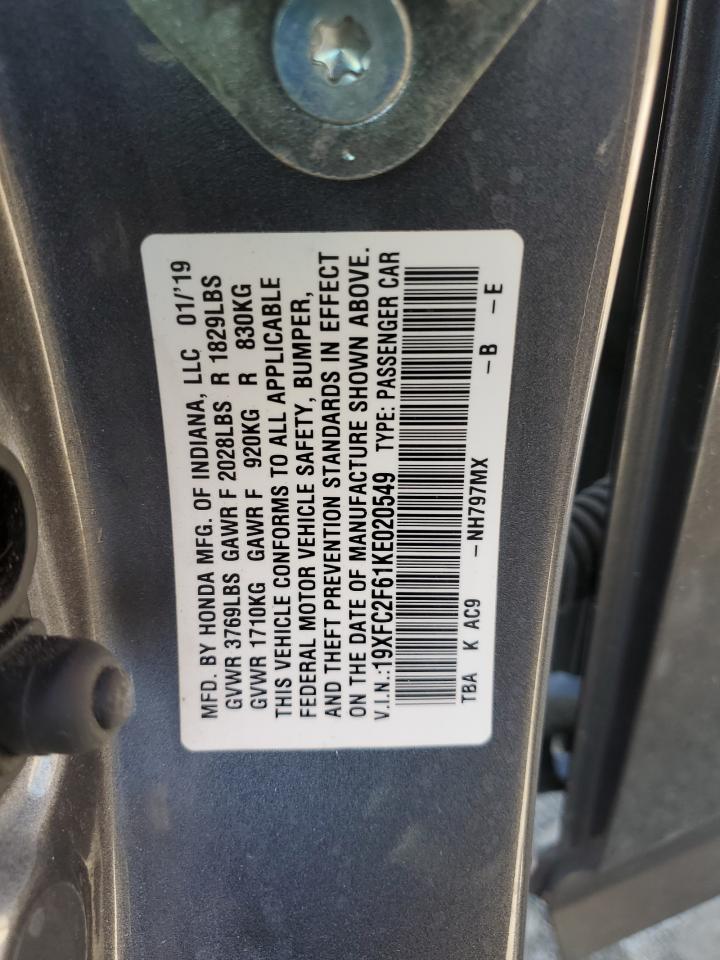 MFD. BY HONDA MFG. OF INDIANA, LLC 01/'19
GVWR 3769LBS GAWR F 2028LBS R 1829LBS
GVWR 1710KG GAWR F 920KG R 830KG
THIS VEHICLE CONFORMS TO ALL APPLICABLE
FEDERAL MOTOR VEHICLE SAFETY, BUMPER,
AND THEFT PREVENTION STANDARDS IN EFFECT
ON THE DATE OF MANUFACTURE SHOWN ABOVE.
V.I.N.:19XFC2F61KE020549 TYPE: PASSENGER CAR
TBA K AC9 -NH797MX -B -E